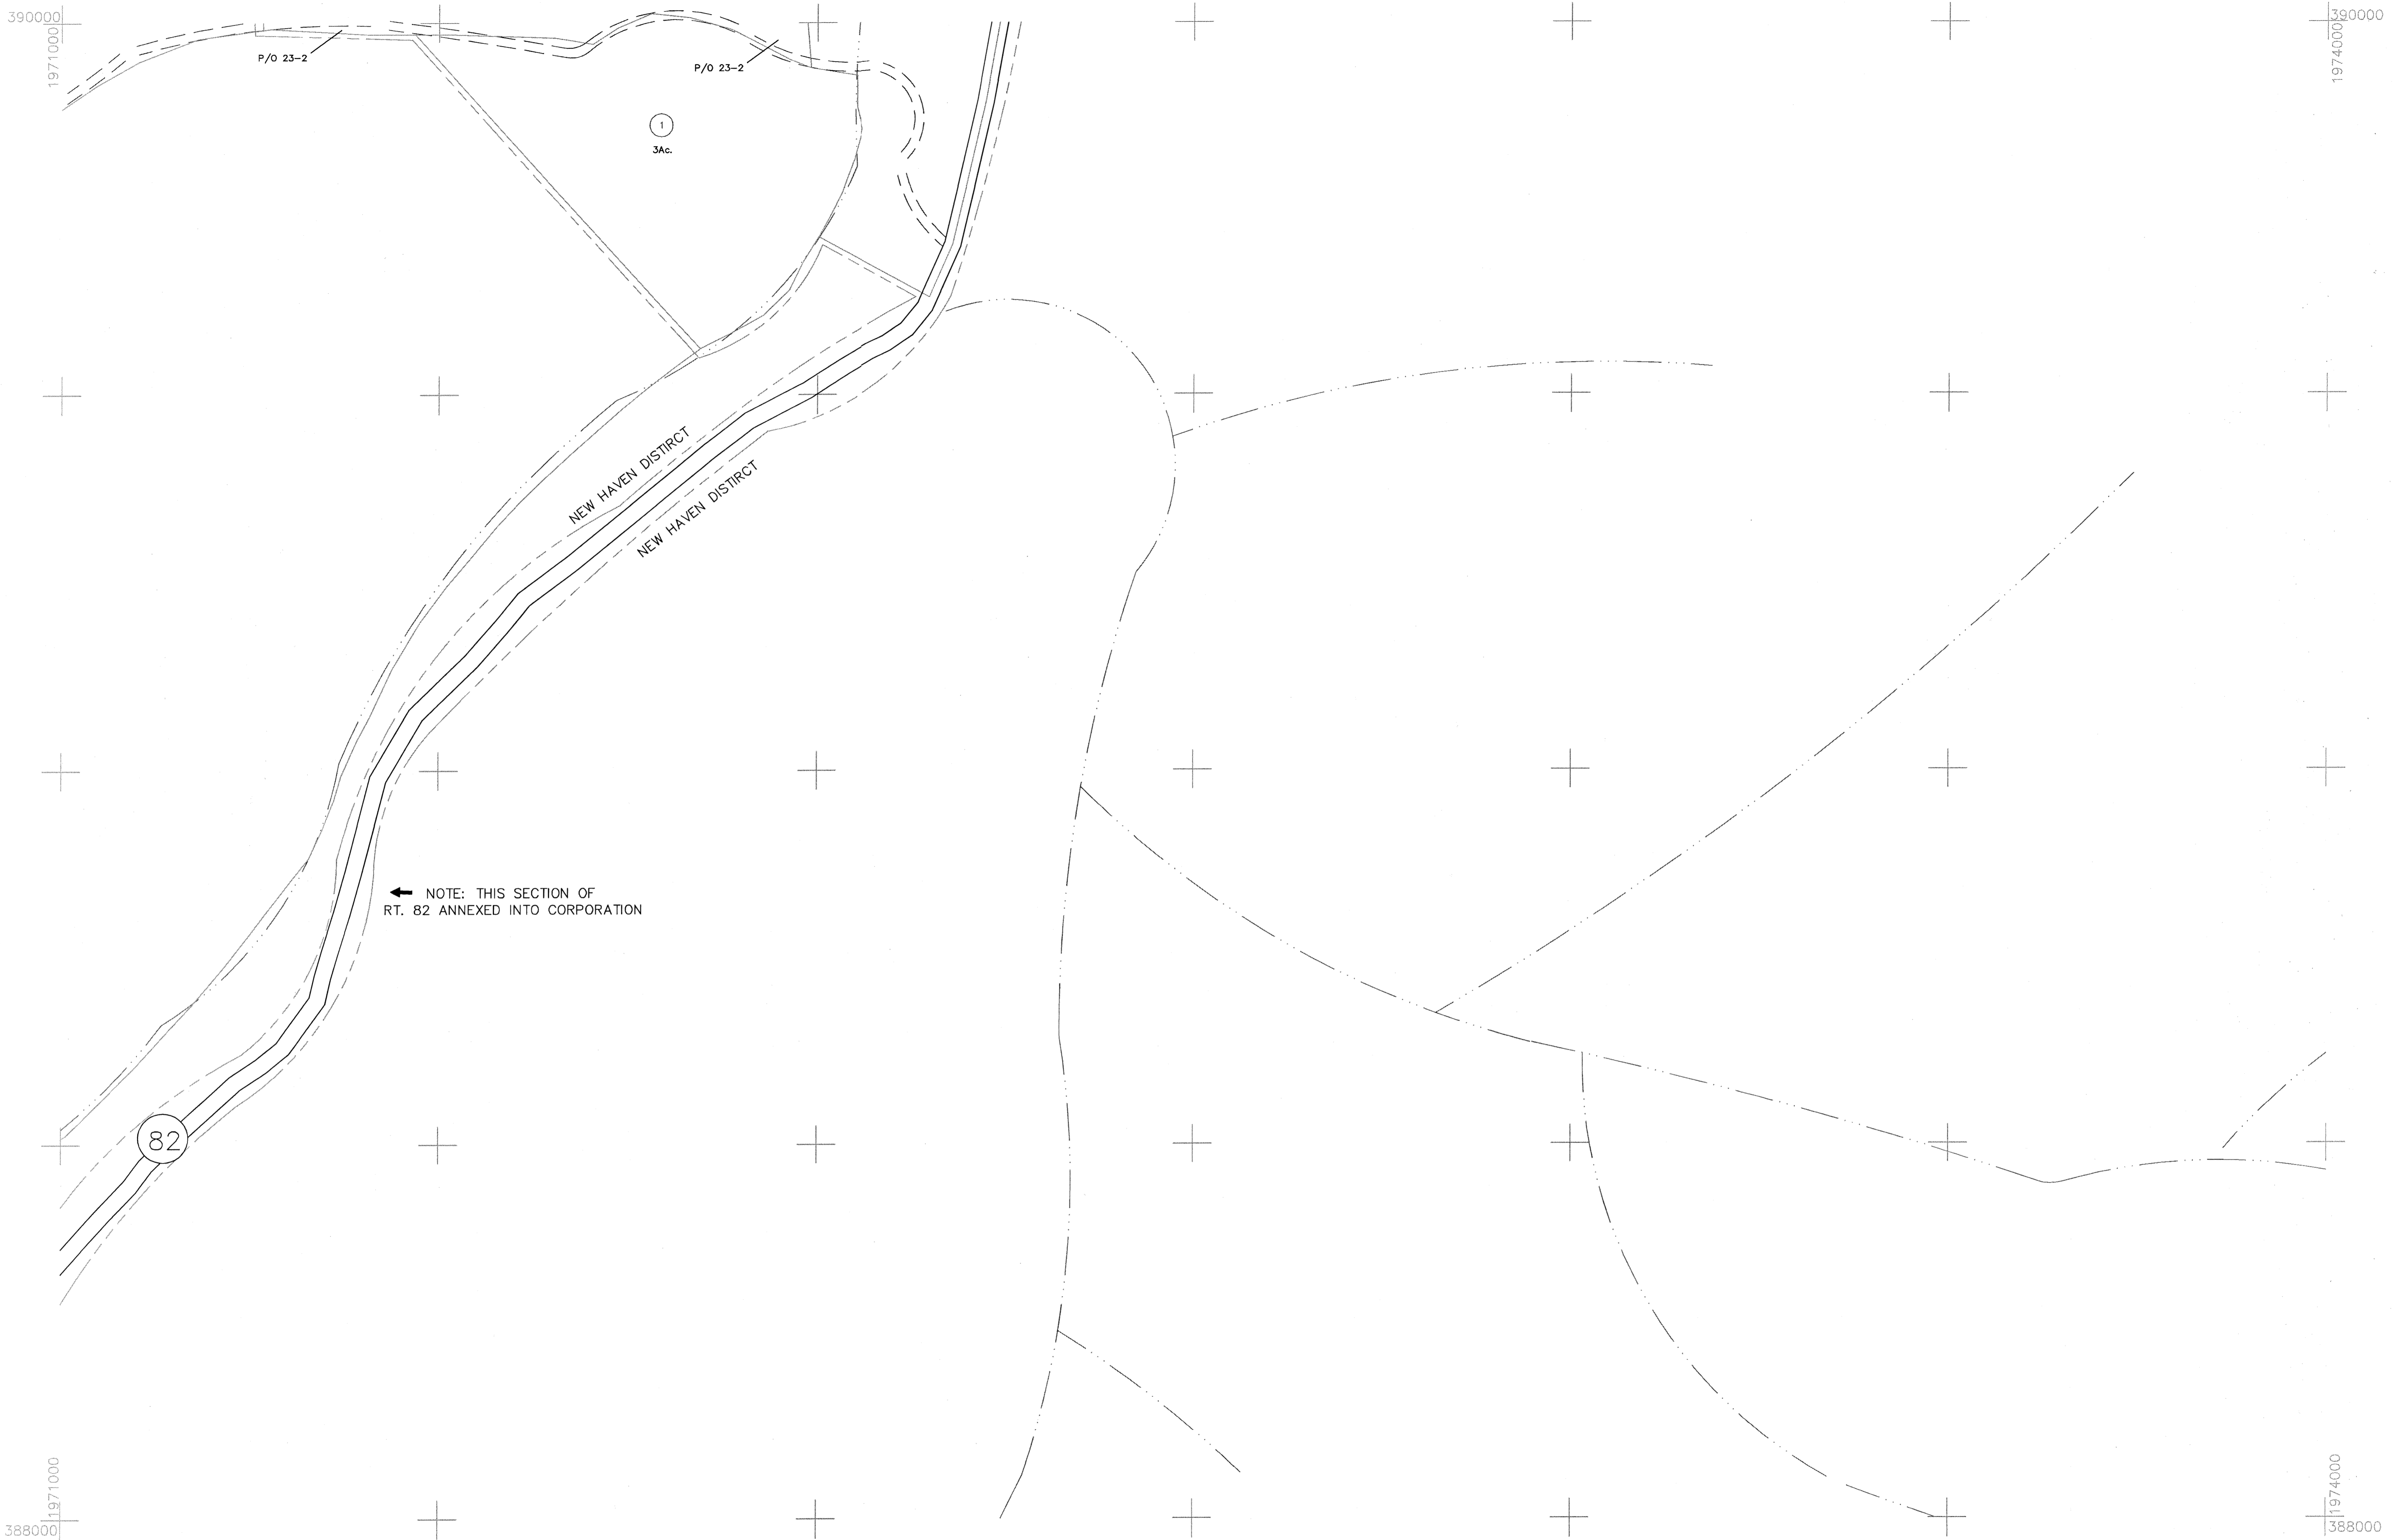 390000
390000
1971000
1974000
P/O 23-2
P/O 23-2
1
3Ac.
NEW HAVEN DISTIRCT
NEW HAVEN DISTIRCT
NOTE: THIS SECTION OF
RT. 82 ANNEXED INTO CORPORATION
82
1971000
1974000
388000
388000